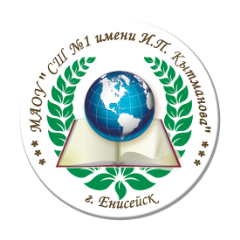 МАОУ "СШ №1 имени И.П. Кытманова"
г. Енисейск